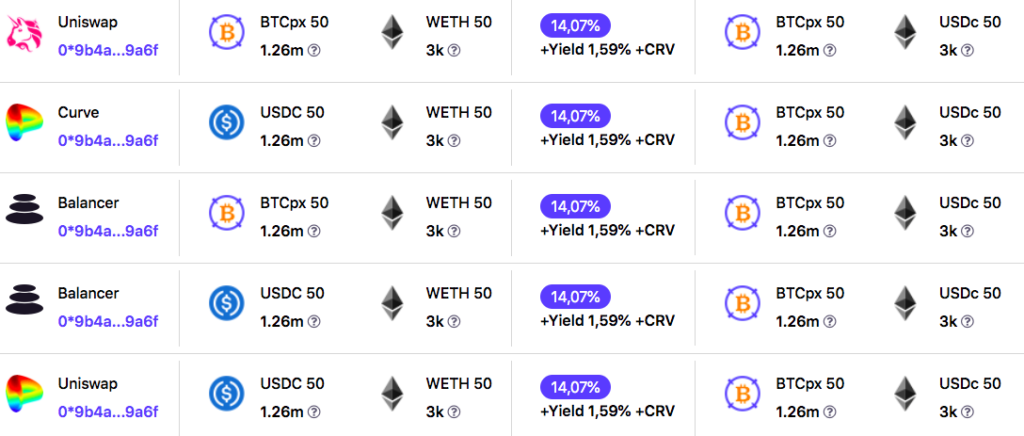 Uniswap BTCpx 50 WETH 50 14,07% BTCpx 50 USDc 50
0*9b4a...9a6f 1.26m ? 3k ? +Yield 1,59% +CRV 1.26m ? 3k ?
Curve USDC 50 WETH 50 14,07% BTCpx 50 USDc 50
0*9b4a...9a6f 1.26m ? 3k ? +Yield 1,59% +CRV 1.26m ? 3k ?
Balancer BTCpx 50 WETH 50 14,07% BTCpx 50 USDc 50
0*9b4a...9a6f 1.26m ? 3k ? +Yield 1,59% +CRV 1.26m ? 3k ?
Balancer USDC 50 WETH 50 14,07% BTCpx 50 USDc 50
0*9b4a...9a6f 1.26m ? 3k ? +Yield 1,59% +CRV 1.26m ? 3k ?
Uniswap USDC 50 WETH 50 14,07% BTCpx 50 USDc 50
0*9b4a...9a6f 1.26m ? 3k ? +Yield 1,59% +CRV 1.26m ? 3k ?